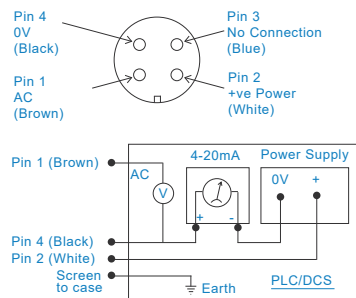 Pin 4
0V
(Black)
Pin 3
No Connection
(Blue)
Pin 1
AC
(Brown)
Pin 2
+ve Power
(White)
Pin 1 (Brown)
AC
V
4-20mA
+ -
Power Supply
0V +
Pin 4 (Black)
Pin 2 (White)
Screen
to case
Earth
PLC/DCS